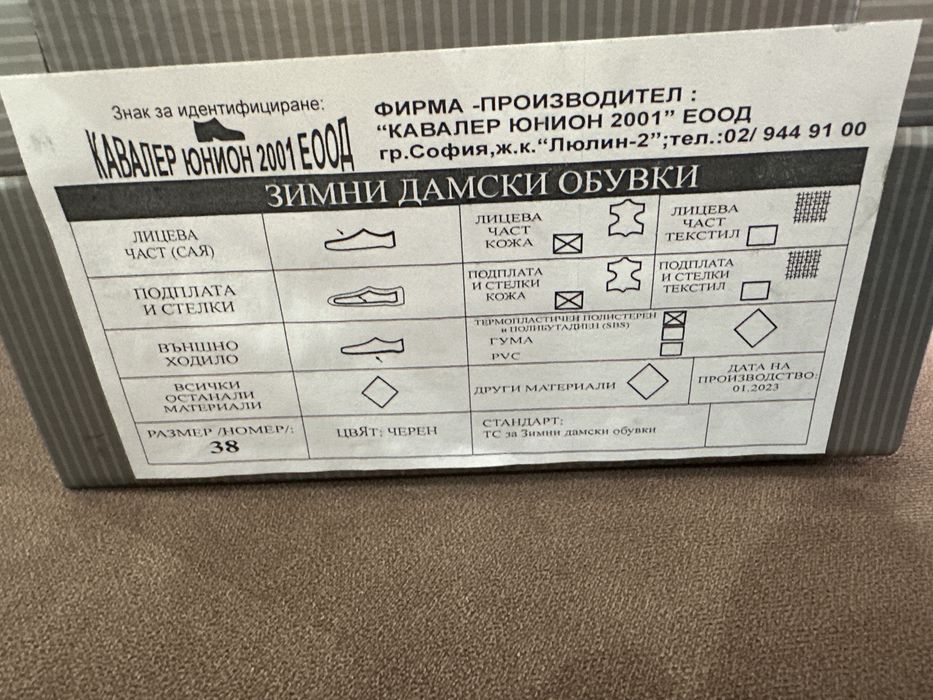 Знак за идентифициране:
КАВАЛЕР ЮНИОН 2001 ЕООД
ФИРМА -ПРОИЗВОДИТЕЛ :
“КАВАЛЕР ЮНИОН 2001” ЕООД
гр.София,ж.к.“Люлин-2”;тел.:02/ 944 91 00
ЗИМНИ ДАМСКИ ОБУВКИ
ЛИЦЕВА
ЧАСТ (САЯ)
ЛИЦЕВА
ЧАСТ
КОЖА
ЛИЦЕВА
ЧАСТ
ТЕКСТИЛ
ПОДПЛАТА
И СТЕЛКИ
ПОДПЛАТА
И СТЕЛКИ
КОЖА
ПОДПЛАТА
И СТЕЛКИ
ТЕКСТИЛ
ВЪНШНО
ХОДИЛО
ТЕРМОПЛАСТИЧЕН ПОЛИСТЕРЕН
и ПОЛИБУТАДИЕН (SBS)
ГУМА
PVC
ВСИЧКИ
ОСТАНАЛИ
МАТЕРИАЛИ
ДРУГИ МАТЕРИАЛИ
ДАТА НА
ПРОИЗВОДСТВО:
01.2023
РАЗМЕР /НОМЕР/:
38
ЦВЯТ: ЧЕРЕН
СТАНДАРТ:
ТС за Зимни дамски обувки